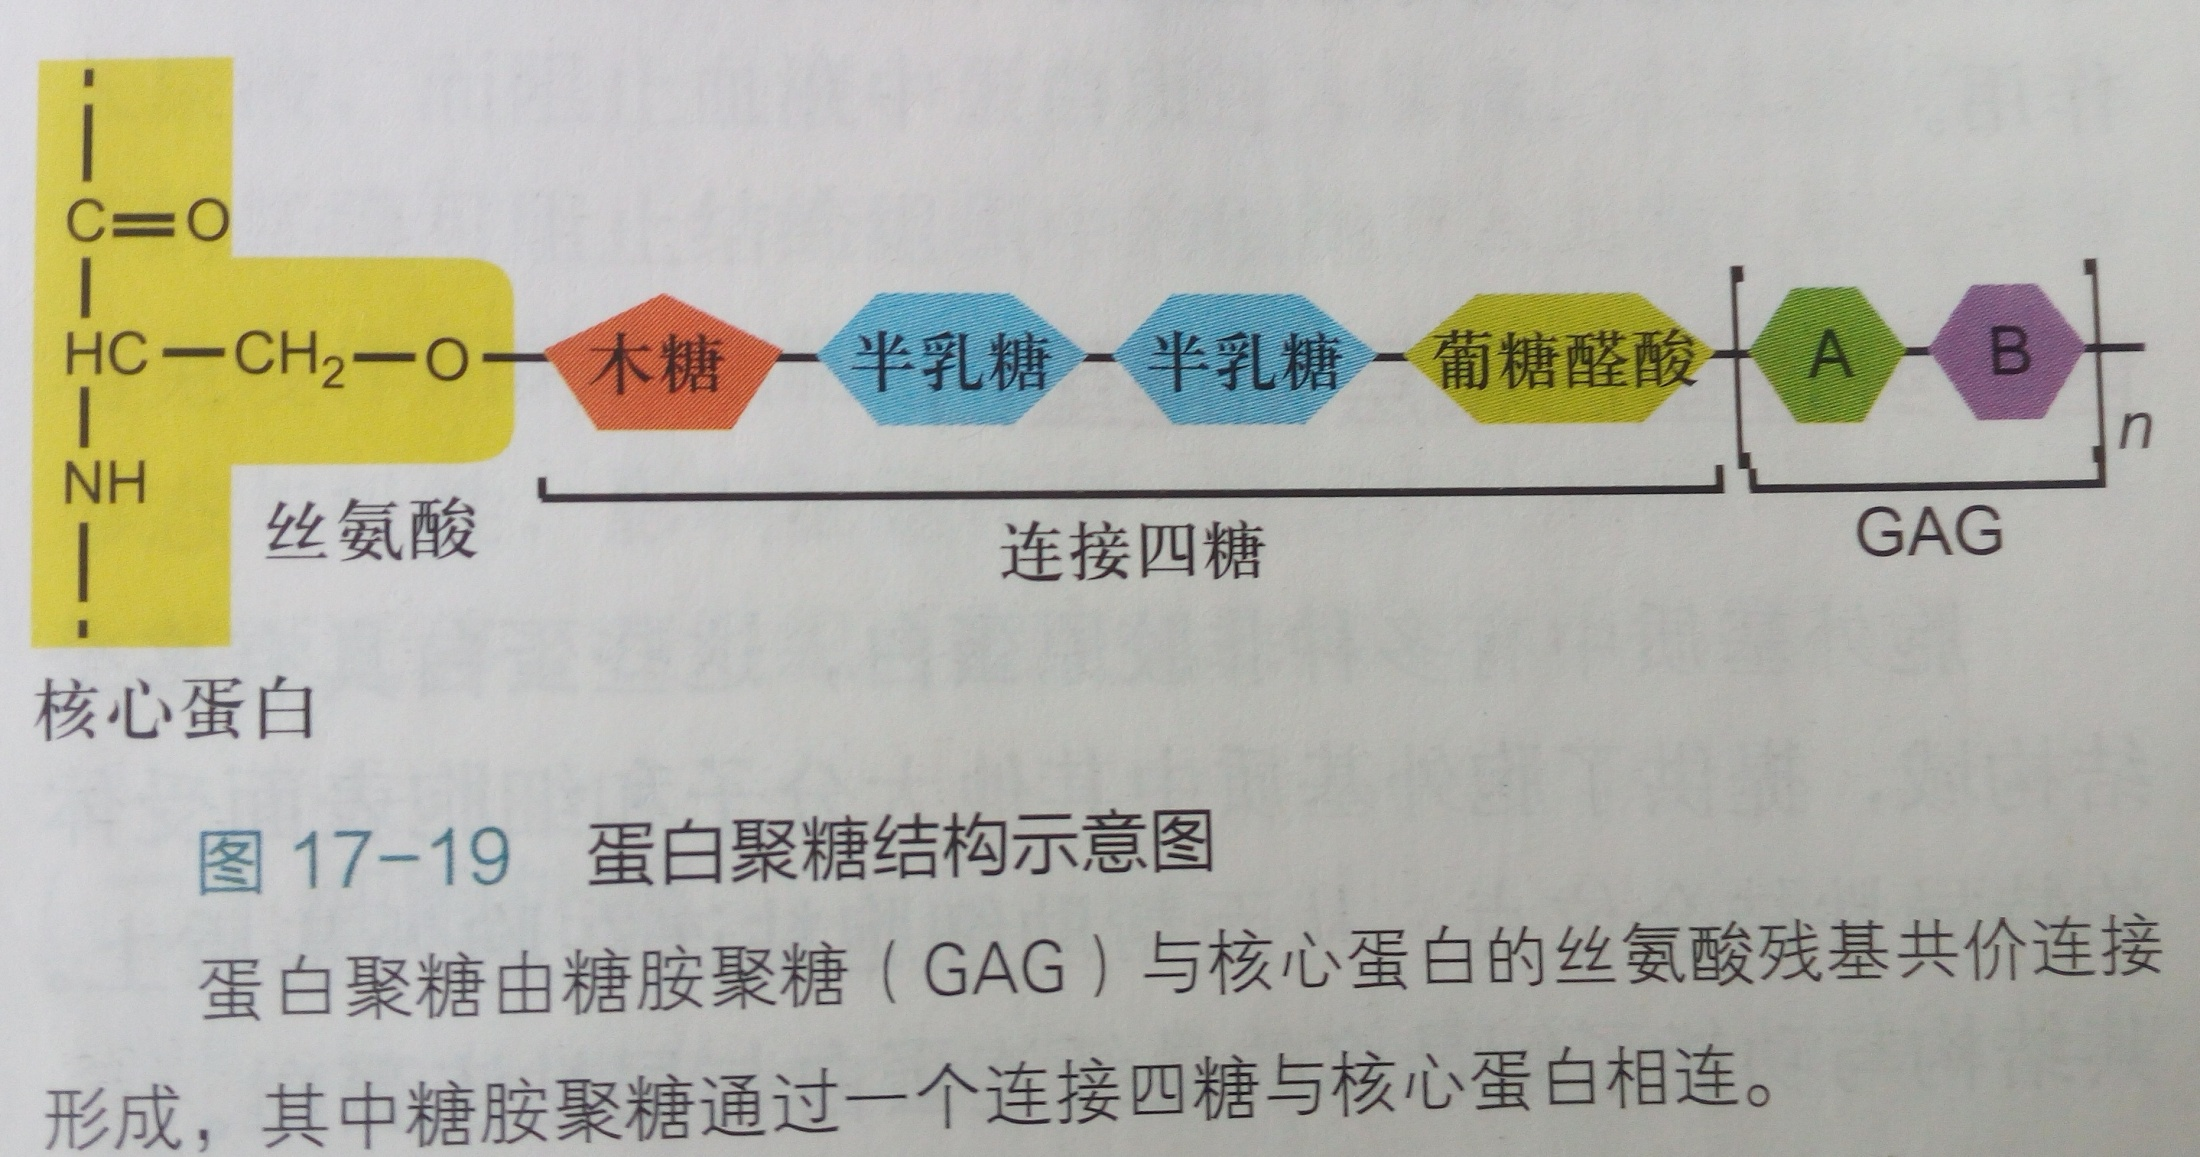 C=O
HC—CH₂—O 木糖 半乳糖 半乳糖 葡糖醛酸 A B
n
NH
丝氨酸 连接四糖 GAG
核心蛋白
图 17-19 蛋白聚糖结构示意图
蛋白聚糖由糖胺聚糖（GAG）与核心蛋白的丝氨酸残基共价连接
形成，其中糖胺聚糖通过一个连接四糖与核心蛋白相连。